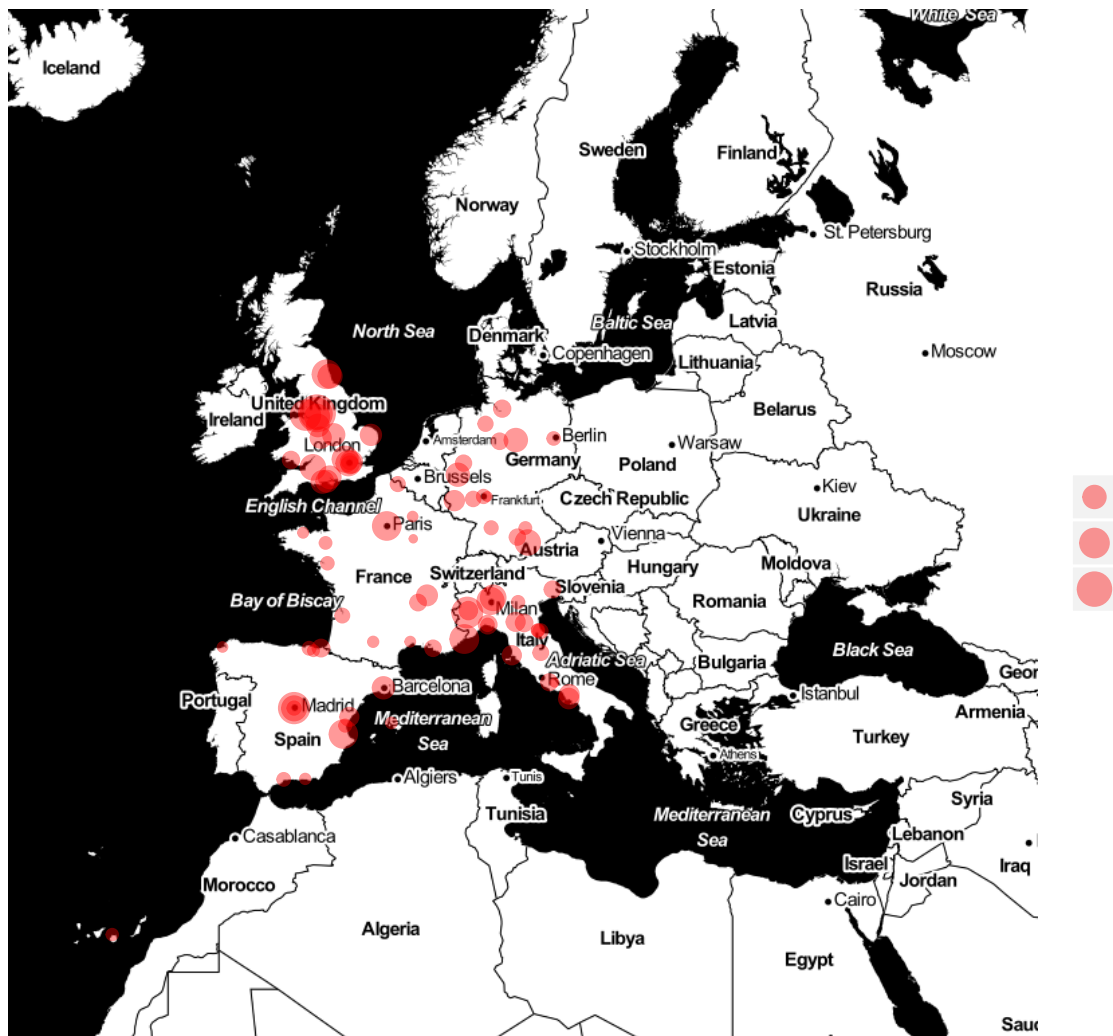 White Sea
Iceland
Sweden
Finland
Norway
St. Petersburg
Stockholm
Estonia
Russia
North Sea
Baltic Sea
Latvia
Denmark
Copenhagen
Moscow
Lithuania
United Kingdom
Ireland
Belarus
Amsterdam
Berlin
Warsaw
London
Germany
Poland
Brussels
Kiev
English Channel
Frankfurt
Czech Republic
Ukraine
Paris
Vienna
Austria
Moldova
France
Switzerland
Hungary
Slovenia
Bay of Biscay
Milan
Romania
Italy
Black Sea
Adriatic Sea
Bulgaria
Geor
Portugal
Barcelona
Rome
Istanbul
Madrid
Mediterranean
Sea
Armenia
Spain
Greece
Turkey
Athens
Algiers
Tunis
Syria
Tunisia
Mediterranean
Sea
Cyprus
Casablanca
Lebanon
Israel
Iraq
Morocco
Jordan
Cairo
Algeria
Libya
Egypt
Sauc